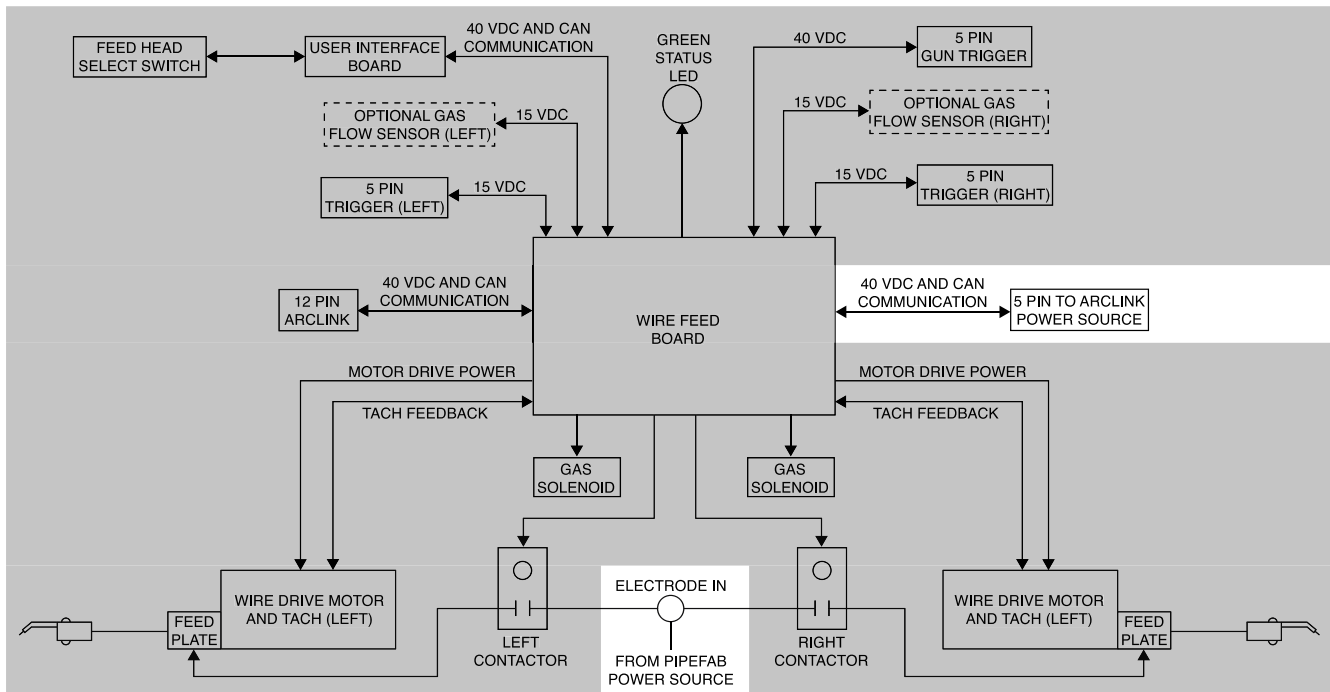 FEED HEAD
SELECT SWITCH
USER INTERFACE
BOARD
40 VDC AND CAN
COMMUNICATION
GREEN
STATUS
LED
40 VDC
5 PIN
GUN TRIGGER
OPTIONAL GAS
FLOW SENSOR (LEFT)
15 VDC
15 VDC
OPTIONAL GAS
FLOW SENSOR (RIGHT)
5 PIN
TRIGGER (LEFT)
15 VDC
15 VDC
5 PIN
TRIGGER (RIGHT)
12 PIN
ARCLINK
40 VDC AND CAN
COMMUNICATION
WIRE FEED
BOARD
40 VDC AND CAN
COMMUNICATION
5 PIN TO ARCLINK
POWER SOURCE
MOTOR DRIVE POWER
TACH FEEDBACK
MOTOR DRIVE POWER
TACH FEEDBACK
GAS
SOLENOID
GAS
SOLENOID
FEED
PLATE
WIRE DRIVE MOTOR
AND TACH (LEFT)
LEFT
CONTACTOR
ELECTRODE IN
FROM PIPEFAB
POWER SOURCE
RIGHT
CONTACTOR
WIRE DRIVE MOTOR
AND TACH (LEFT)
FEED
PLATE